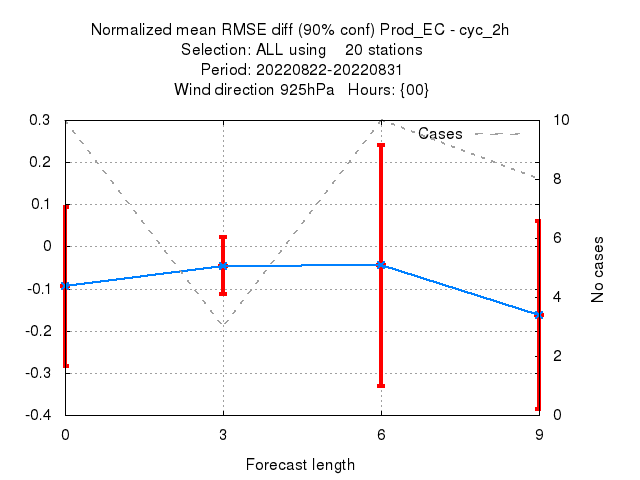 Normalized mean RMSE diff (90% conf) Prod_EC - cyc_2h
Selection: ALL using    20 stations
Period: 20220822-20220831
Wind direction 925hPa   Hours: {00}
0.3
0.2
0.1
0
-0.1
-0.2
-0.3
-0.4
Cases
10
8
6
4
2
0
No cases
0 3 6 9
Forecast length